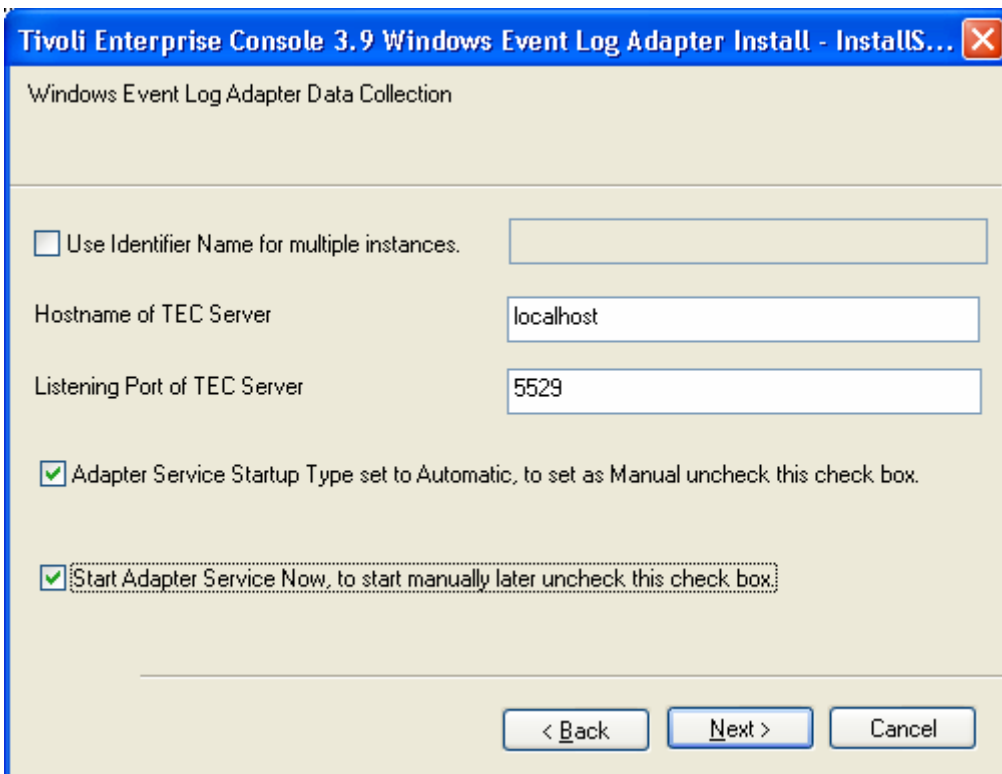 Tivoli Enterprise Console 3.9 Windows Event Log Adapter Install - InstallS...
Windows Event Log Adapter Data Collection
Use Identifier Name for multiple instances.
Hostname of TEC Server
localhost
Listening Port of TEC Server
5529
Adapter Service Startup Type set to Automatic, to set as Manual uncheck this check box.
Start Adapter Service Now, to start manually later uncheck this check box.
< Back
Next >
Cancel